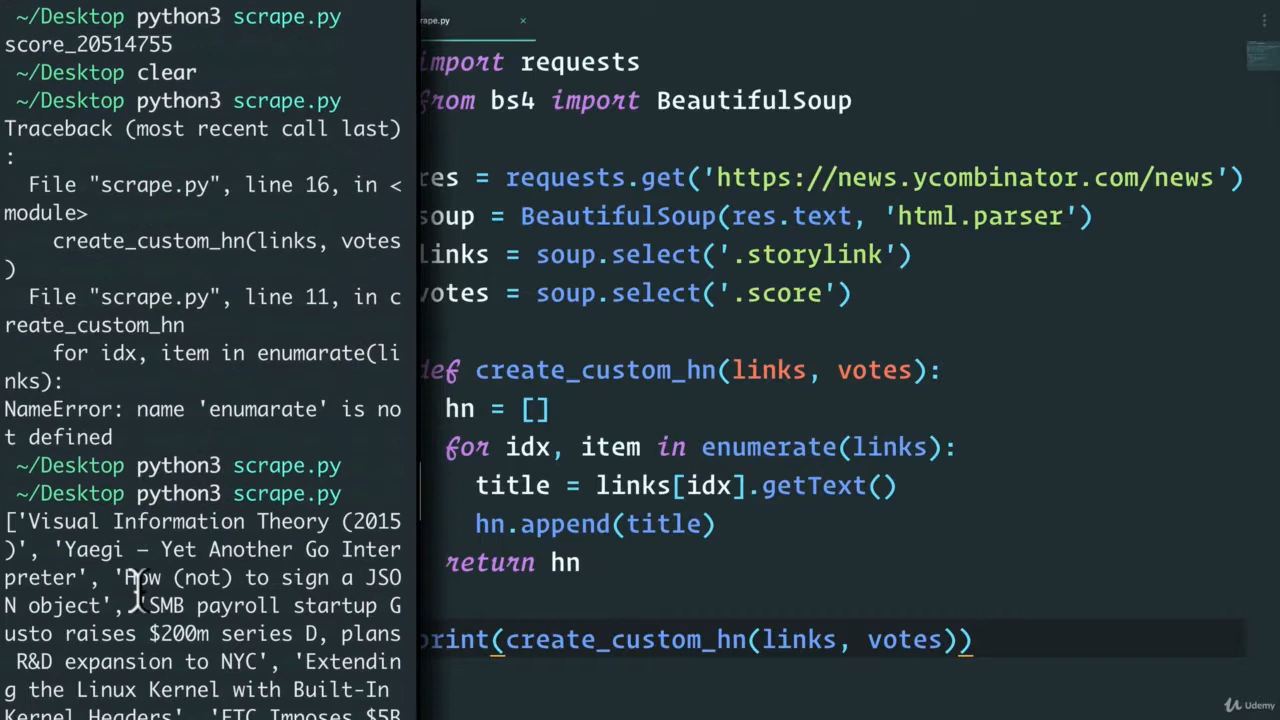 ~/Desktop python3 scrape.py
score_20514755
~/Desktop clear
~/Desktop python3 scrape.py
Traceback (most recent call last)
:
File "scrape.py", line 16, in <
module>
create_custom_hn(links, votes
)
File "scrape.py", line 11, in c
reate_custom_hn
for idx, item in enumarate(li
nks):
NameError: name 'enumarate' is no
t defined
~/Desktop python3 scrape.py
~/Desktop python3 scrape.py
['Visual Information Theory (2015
)', 'Yaegi – Yet Another Go Inter
preter', 'How (not) to sign a JSO
N object', 'SMB payroll startup G
usto raises $200m series D, plans
R&D expansion to NYC', 'Extendin
g the Linux Kernel with Built-In
Kernel Headers', 'FTC Imposes $5B
rape.py ×
import requests
from bs4 import BeautifulSoup
res = requests.get('https://news.ycombinator.com/news')
soup = BeautifulSoup(res.text, 'html.parser')
links = soup.select('.storylink')
votes = soup.select('.score')
def create_custom_hn(links, votes):
hn = []
for idx, item in enumerate(links):
title = links[idx].getText()
hn.append(title)
return hn
print(create_custom_hn(links, votes))
Udemy